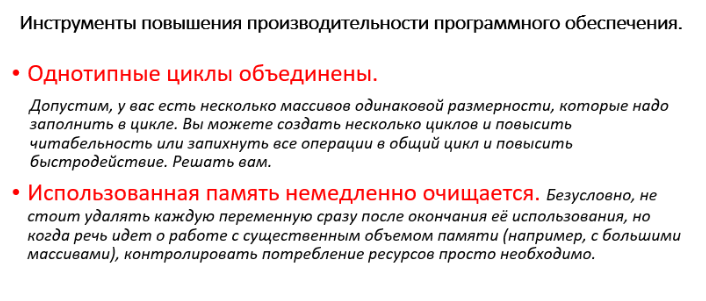 Инструменты повышения производительности программного обеспечения.
• Однотипные циклы объединены.
Допустим, у вас есть несколько массивов одинаковой размерности, которые надо
заполнить в цикле. Вы можете создать несколько циклов и повысить
читабельность или запихнуть все операции в общий цикл и повысить
быстродействие. Решать вам.
• Использованная память немедленно очищается. Безусловно, не
стоит удалять каждую переменную сразу после окончания её использования, но
когда речь идет о работе с существенным объемом памяти (например, с большими
массивами), контролировать потребление ресурсов просто необходимо.